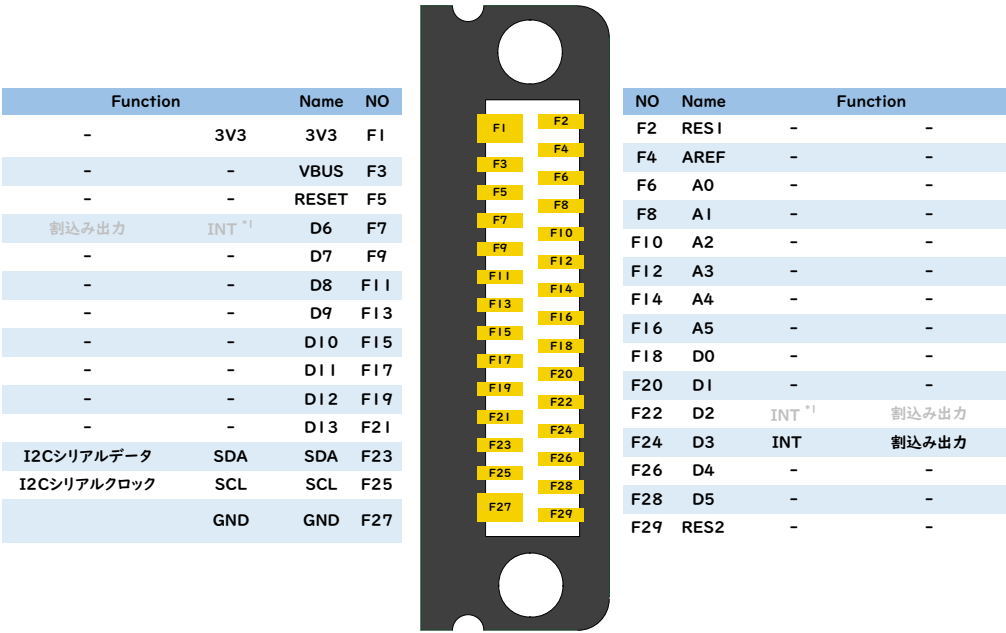 Function Name NO
- 3V3 3V3 F1
- - VBUS F3
- - RESET F5
割込み出力 INT *1 D6 F7
- - D7 F9
- - D8 F11
- - D9 F13
- - D10 F15
- - D11 F17
- - D12 F19
- - D13 F21
I2Cシリアルデータ SDA SDA F23
I2Cシリアルクロック SCL SCL F25
GND GND F27
F1
F2
F3
F4
F5
F6
F7
F8
F9
F10
F11
F12
F13
F14
F15
F16
F17
F18
F19
F20
F21
F22
F23
F24
F25
F26
F27
F28
F29
NO Name Function
F2 RES1 - -
F4 AREF - -
F6 A0 - -
F8 A1 - -
F10 A2 - -
F12 A3 - -
F14 A4 - -
F16 A5 - -
F18 D0 - -
F20 D1 - -
F22 D2 INT *1 割込み出力
F24 D3 INT 割込み出力
F26 D4 - -
F28 D5 - -
F29 RES2 - -